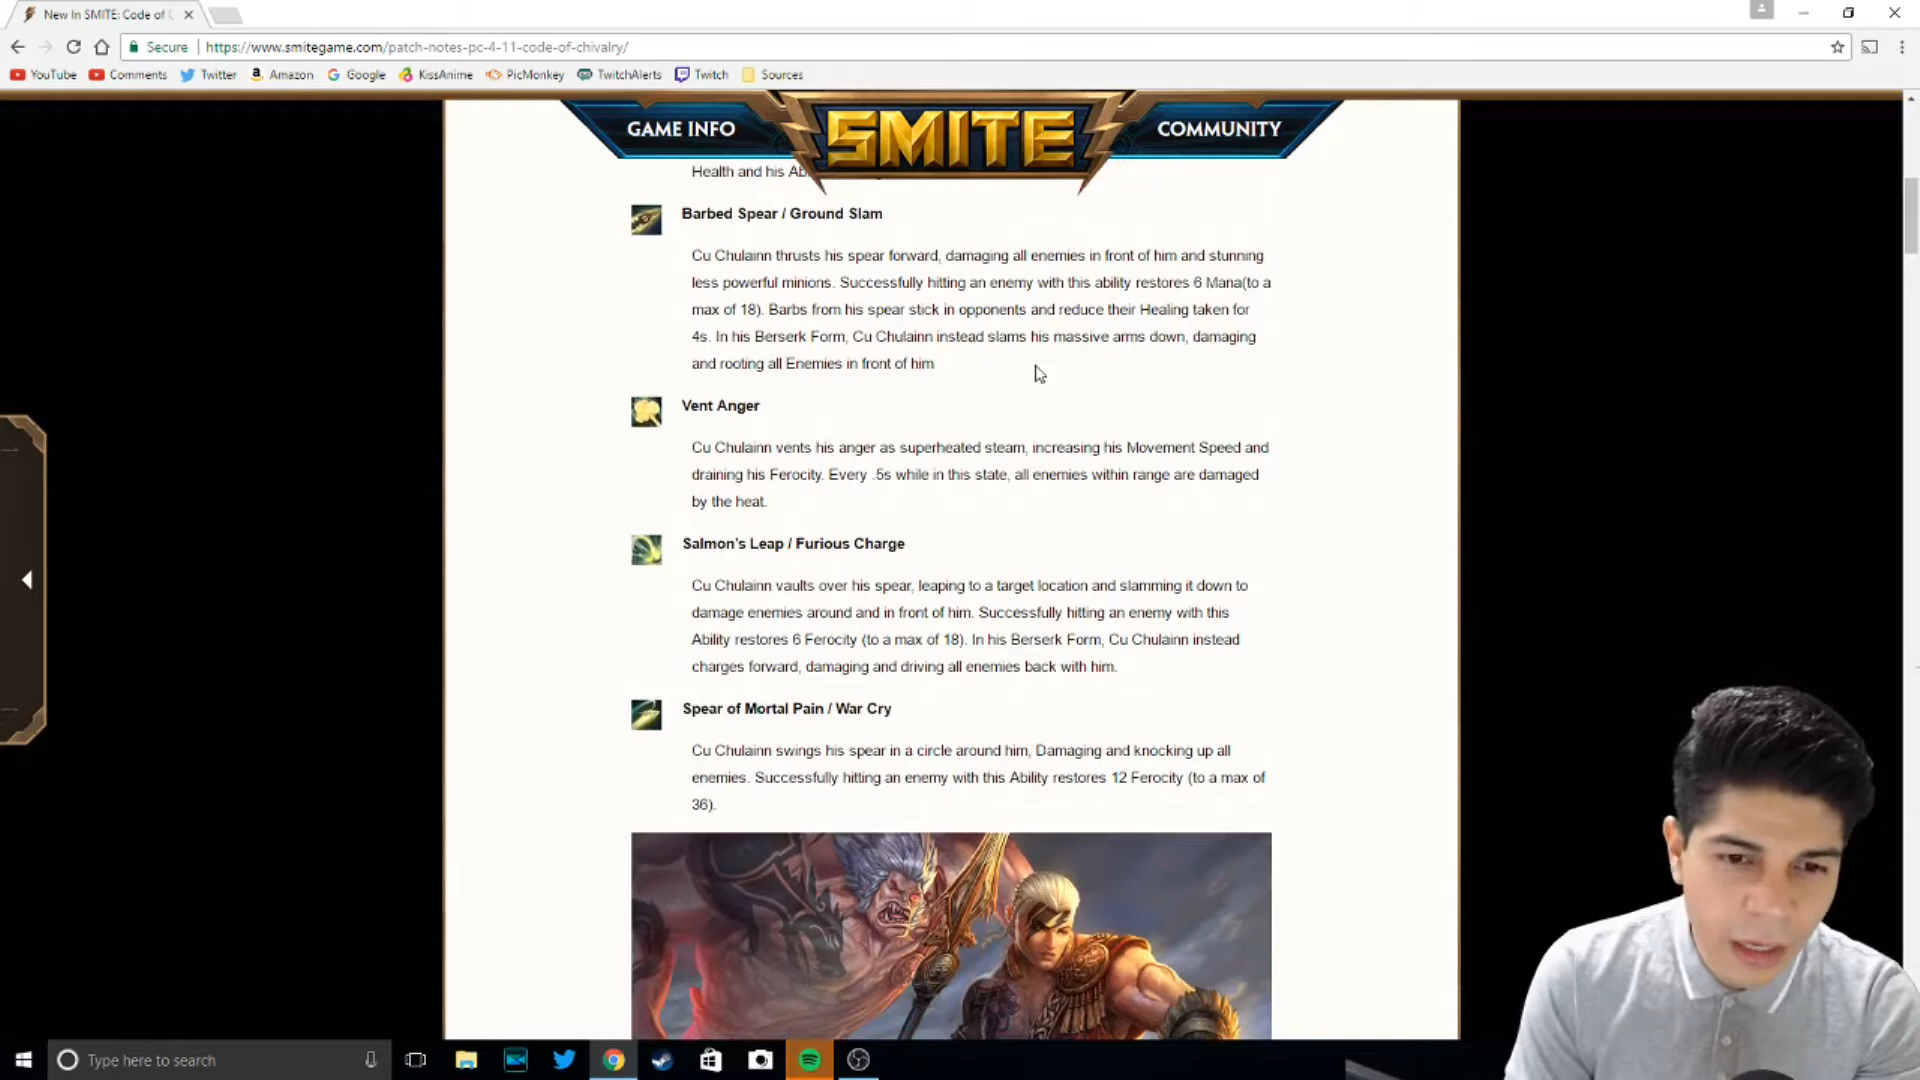 New In SMITE: Code of
Secure https://www.smitegame.com/patch-notes-pc-4-11-code-of-chivalry/
YouTube Comments Twitter Amazon Google KissAnime PicMonkey TwitchAlerts Twitch Sources
GAME INFO SMITE COMMUNITY
Health and his
Barbed Spear / Ground Slam
Cu Chulainn thrusts his spear forward, damaging all enemies in front of him and stunning
less powerful minions. Successfully hitting an enemy with this ability restores 6 Mana(to a
max of 18). Barbs from his spear stick in opponents and reduce their Healing taken for
4s. In his Berserk Form, Cu Chulainn instead slams his massive arms down, damaging
and rooting all Enemies in front of him
Vent Anger
Cu Chulainn vents his anger as superheated steam, increasing his Movement Speed and
draining his Ferocity. Every .5s while in this state, all enemies within range are damaged
by the heat.
Salmon's Leap / Furious Charge
Cu Chulainn vaults over his spear, leaping to a target location and slamming it down to
damage enemies around and in front of him. Successfully hitting an enemy with this
Ability restores 6 Ferocity (to a max of 18). In his Berserk Form, Cu Chulainn instead
charges forward, damaging and driving all enemies back with him.
Spear of Mortal Pain / War Cry
Cu Chulainn swings his spear in a circle around him, Damaging and knocking up all
enemies. Successfully hitting an enemy with this Ability restores 12 Ferocity (to a max of
36).
Type here to search